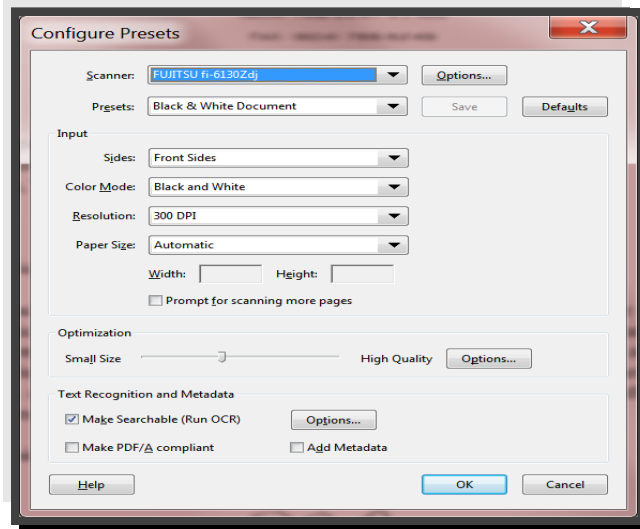 Configure Presets
Scanner: FUJITSU fi-6130Zdj Options...
Presets: Black & White Document Save Defaults
Input
Sides: Front Sides
Color Mode: Black and White
Resolution: 300 DPI
Paper Size: Automatic
Width: Height:
Prompt for scanning more pages
Optimization
Small Size High Quality Options...
Text Recognition and Metadata
Make Searchable (Run OCR) Options...
Make PDF/A compliant Add Metadata
Help OK Cancel